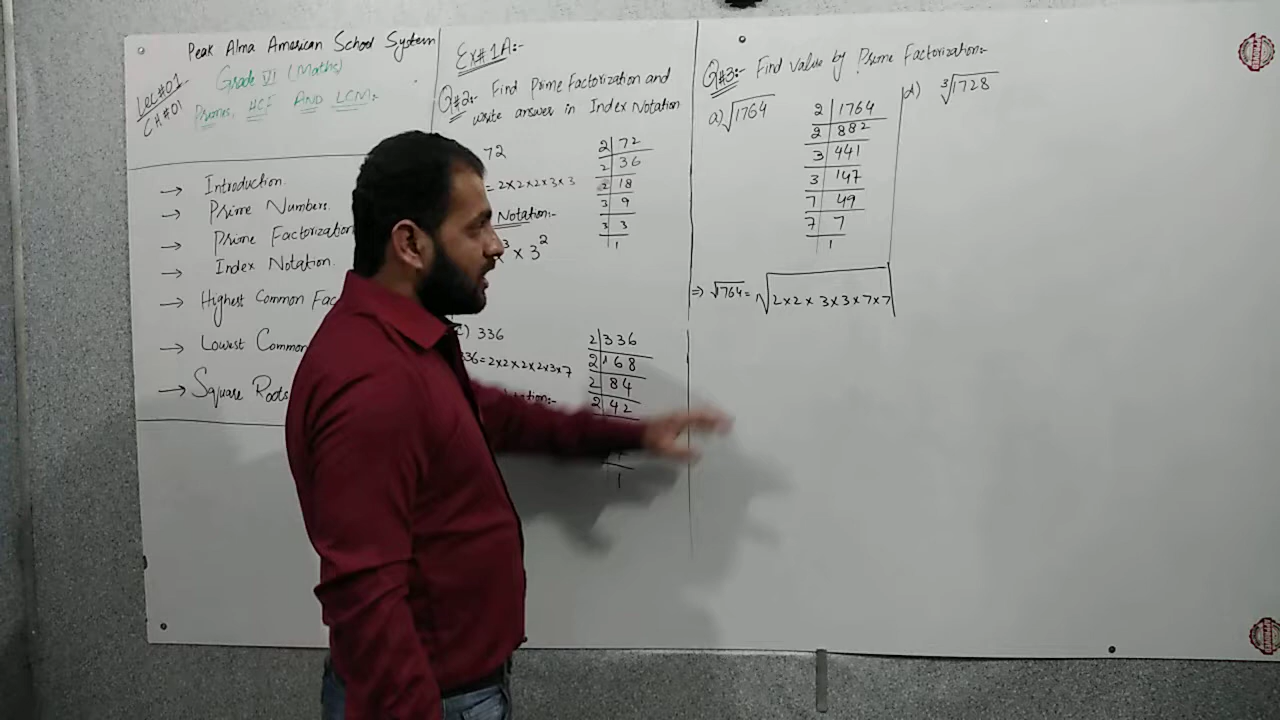 Peak Alma American School System
Lec#01
CH#01
Grade VI (Maths)
Primes, HCF AND LCM:
→ Introduction.
→ Prime Numbers.
→ Prime Factorization
→ Index Notation.
→ Highest Common Fac
→ Lowest Common
→ Square Roots
Ex#1A:-
Q#2:- Find Prime Factorization and
write answer in Index Notation
72
= 2×2×2×3×3
Notation:-
³ × 3²
2|72
2|36
2|18
3|9
3|3
|1
336
36=2×2×2×2×3×7
2|336
2|168
2|84
2|42
1
Q#3:- Find Value by Prime Factorization:-
a) √1764
2|1764
2|882
3|441
3|147
7|49
7|7
|1
⇒ √1764 = √2×2×3×3×7×7
d) ³√1728